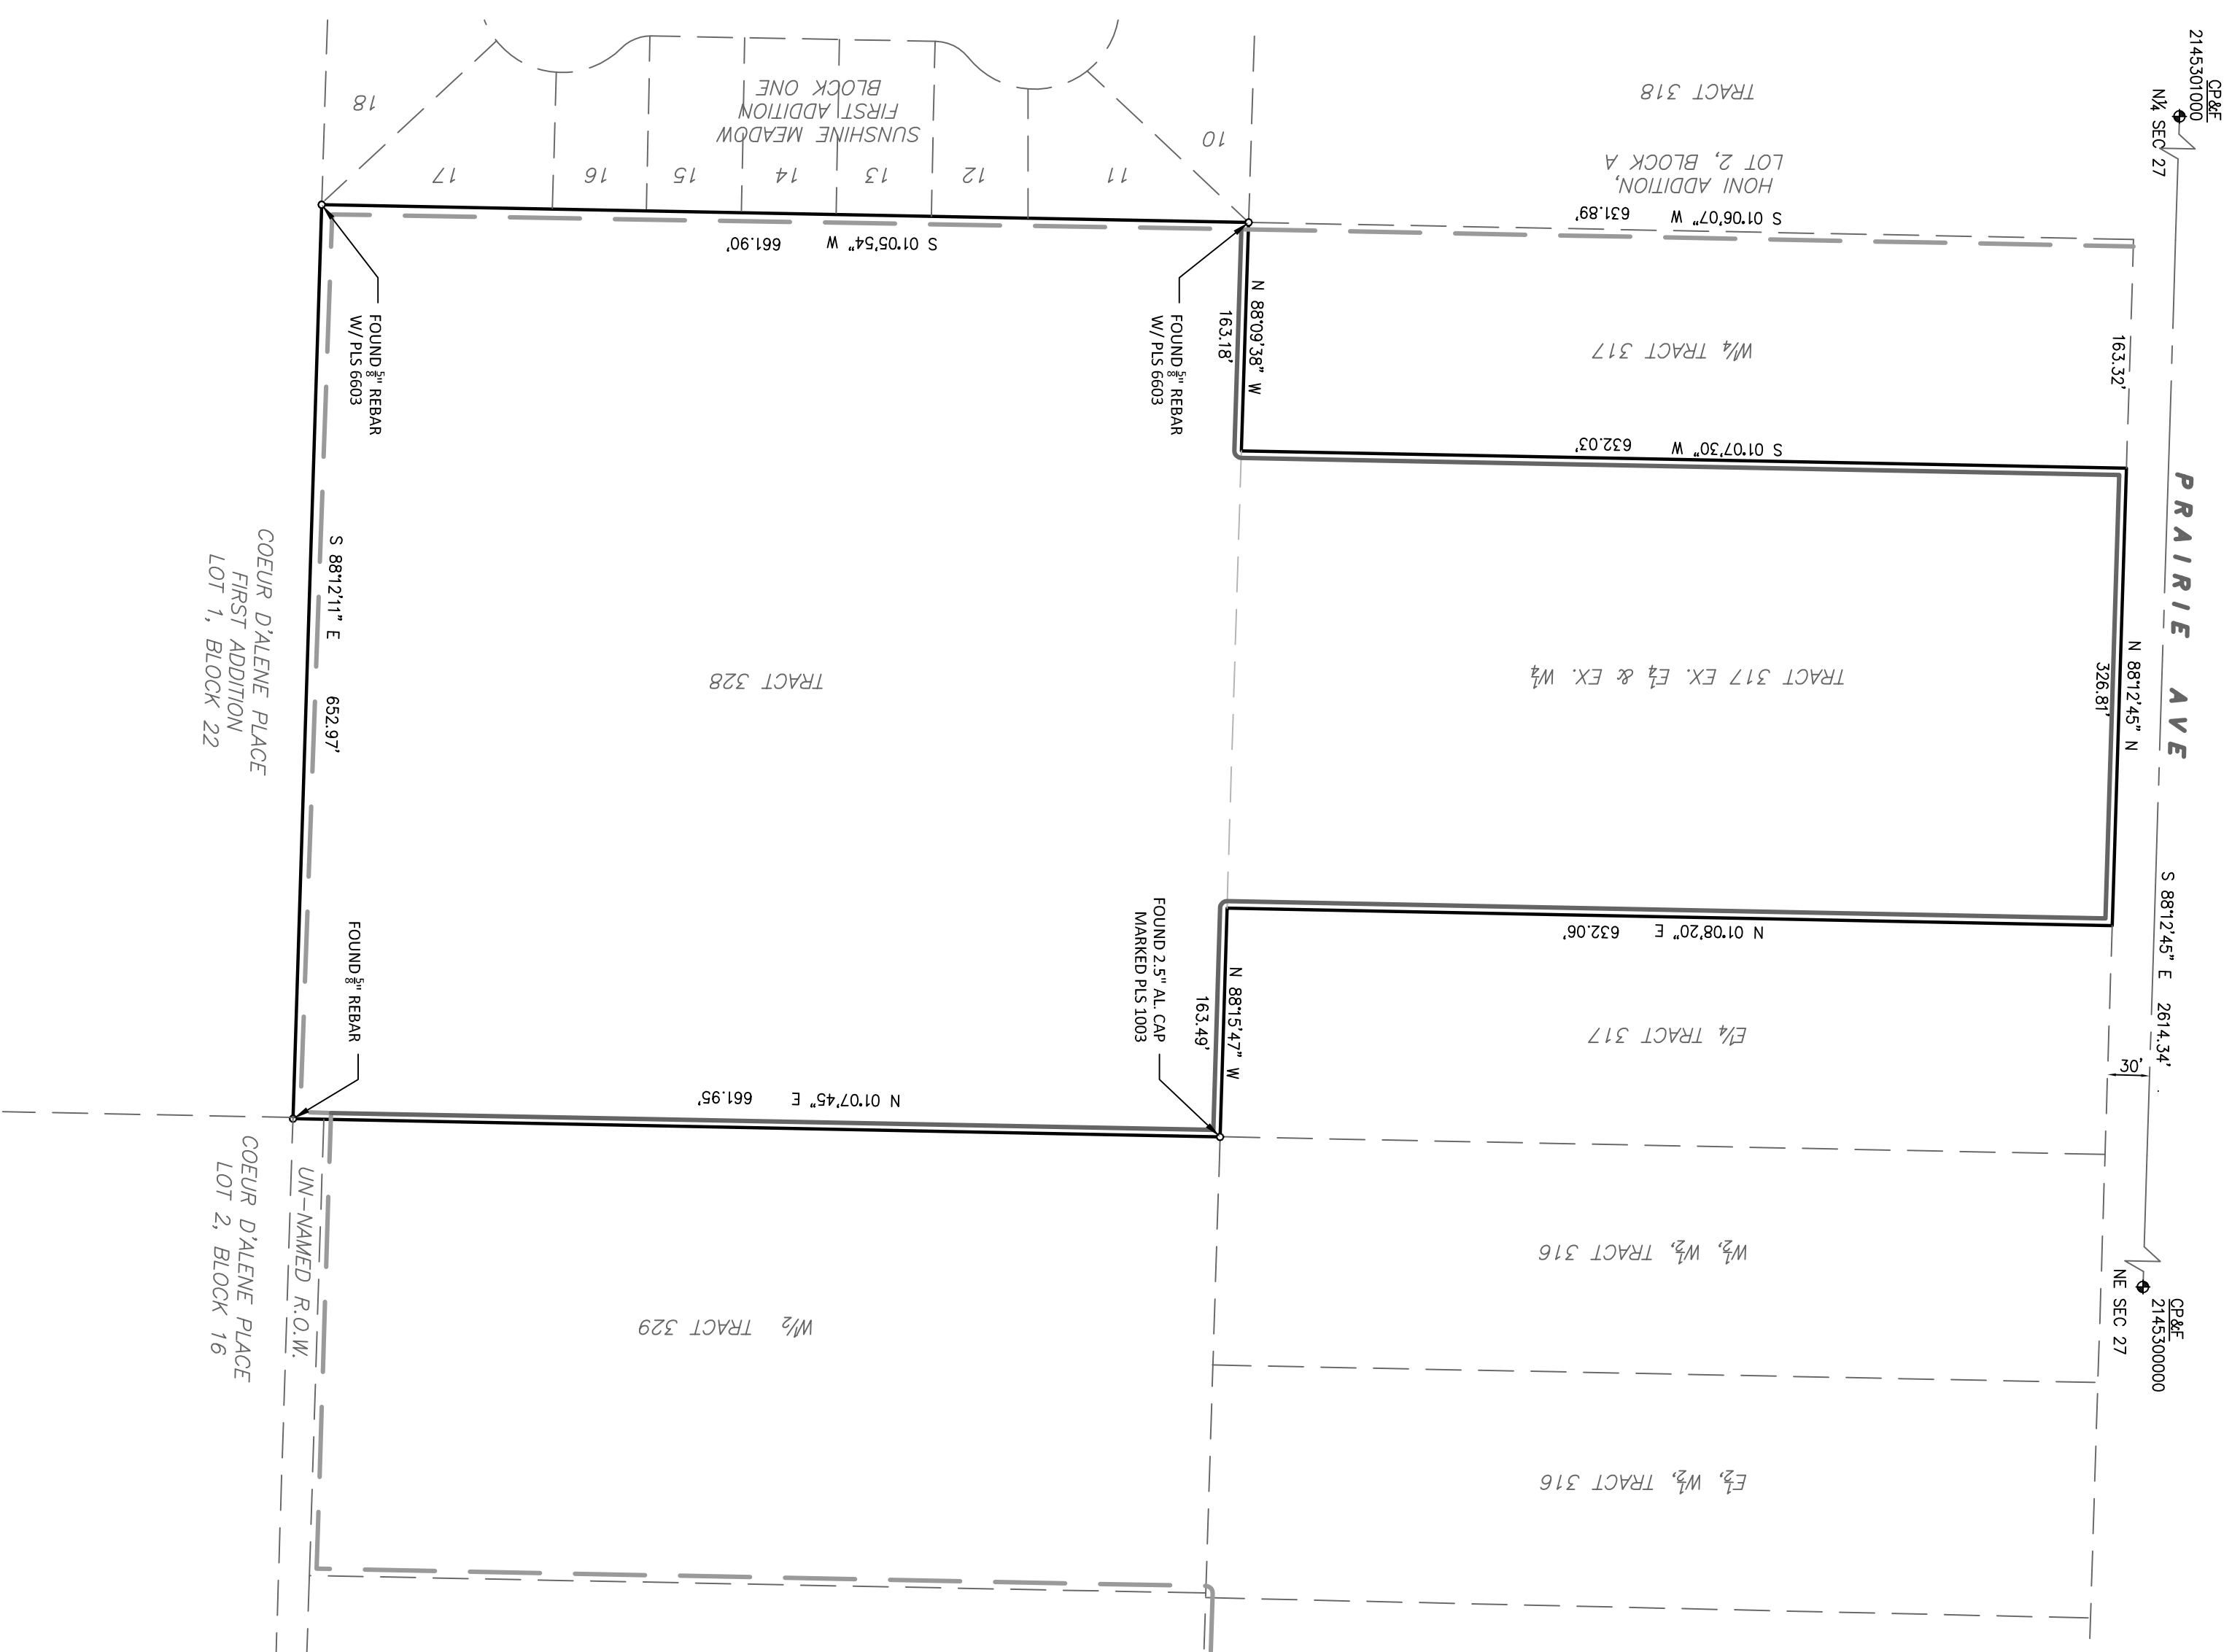 CP&F
2145301000
N¼ SEC 27
PRAIRIE AVE
S 88°12'45" E 2614.34'
30'
CP&F
2145300000
NE SEC 27
TRACT 318
HONI ADDITION,
LOT 2, BLOCK A
S 01°06'07" W 631.89'
163.32'
W¼ TRACT 317
N 88°09'38" W
163.18'
S 01°07'30" W 632.03'
N 88°12'45" N
326.81'
TRACT 317 EX. E¼ & EX. W¼
N 01°08'20" E 632.06'
E¼ TRACT 317
N 88°15'47" W
163.49'
W½, W½, TRACT 316
E½, W½, TRACT 316
10
11
12
13
14
15
16
17
18
SUNSHINE MEADOW
FIRST ADDITION
BLOCK ONE
S 01°05'54" W 661.90'
FOUND ⅝" REBAR
W/ PLS 6603
FOUND ⅝" REBAR
W/ PLS 6603
TRACT 328
FOUND 2.5" AL. CAP
MARKED PLS 1003
FOUND ⅝" REBAR
N 01°07'45" E 661.95'
S 88°12'11" E 652.97'
COEUR D'ALENE PLACE
FIRST ADDITION
LOT 1, BLOCK 22
W½ TRACT 329
UN-NAMED R.O.W.
COEUR D'ALENE PLACE
LOT 2, BLOCK 16